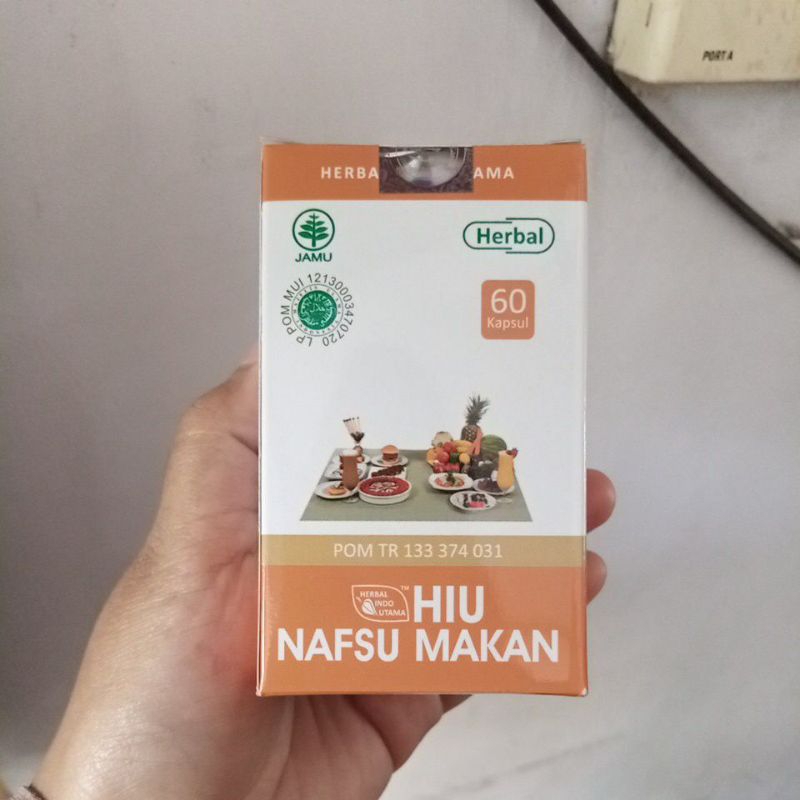 PORT A
HERBA AMA
JAMU
Herbal
LP POM MUI 12130003470720
60
Kapsul
POM TR 133 374 031
HERBAL
INDO
UTAMA
TM
HIU
NAFSU MAKAN